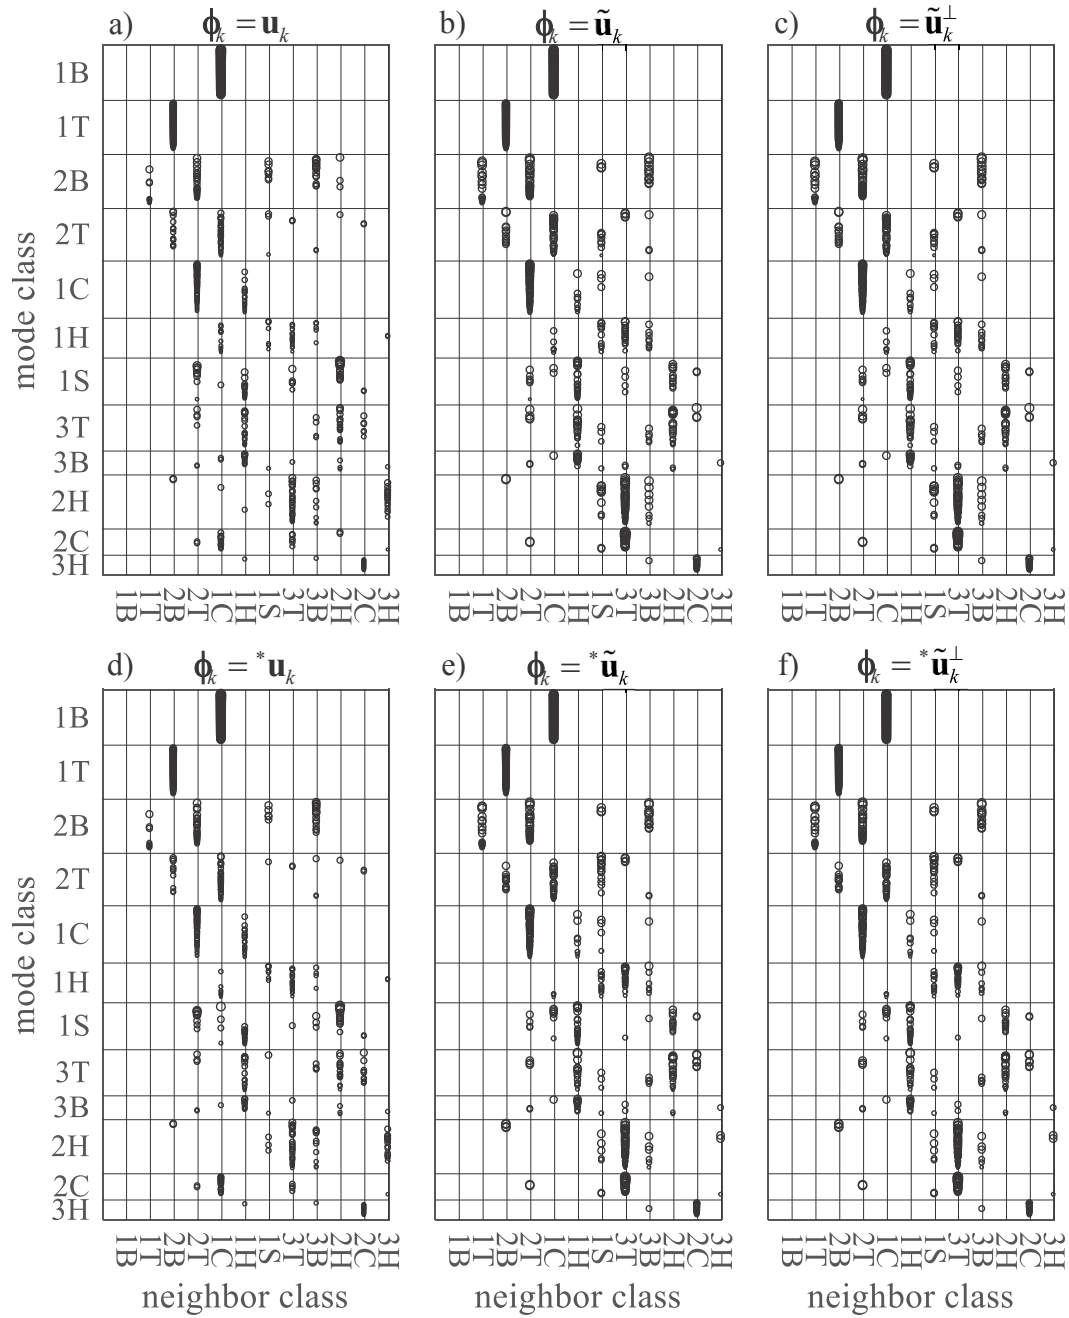 a) ϕk = uk
b) ϕk = ũk
c) ϕk = ũk⊥
mode class
1B
1T
2B
2T
1C
1H
1S
3T
3B
2H
2C
3H
1B 1T 2B 2T 1C 1H 1S 3T 3B 2H 2C 3H
1B 1T 2B 2T 1C 1H 1S 3T 3B 2H 2C 3H
1B 1T 2B 2T 1C 1H 1S 3T 3B 2H 2C 3H
d) ϕk = *uk
e) ϕk = *ũk
f) ϕk = *ũk⊥
mode class
1B
1T
2B
2T
1C
1H
1S
3T
3B
2H
2C
3H
1B 1T 2B 2T 1C 1H 1S 3T 3B 2H 2C 3H
1B 1T 2B 2T 1C 1H 1S 3T 3B 2H 2C 3H
1B 1T 2B 2T 1C 1H 1S 3T 3B 2H 2C 3H
neighbor class
neighbor class
neighbor class